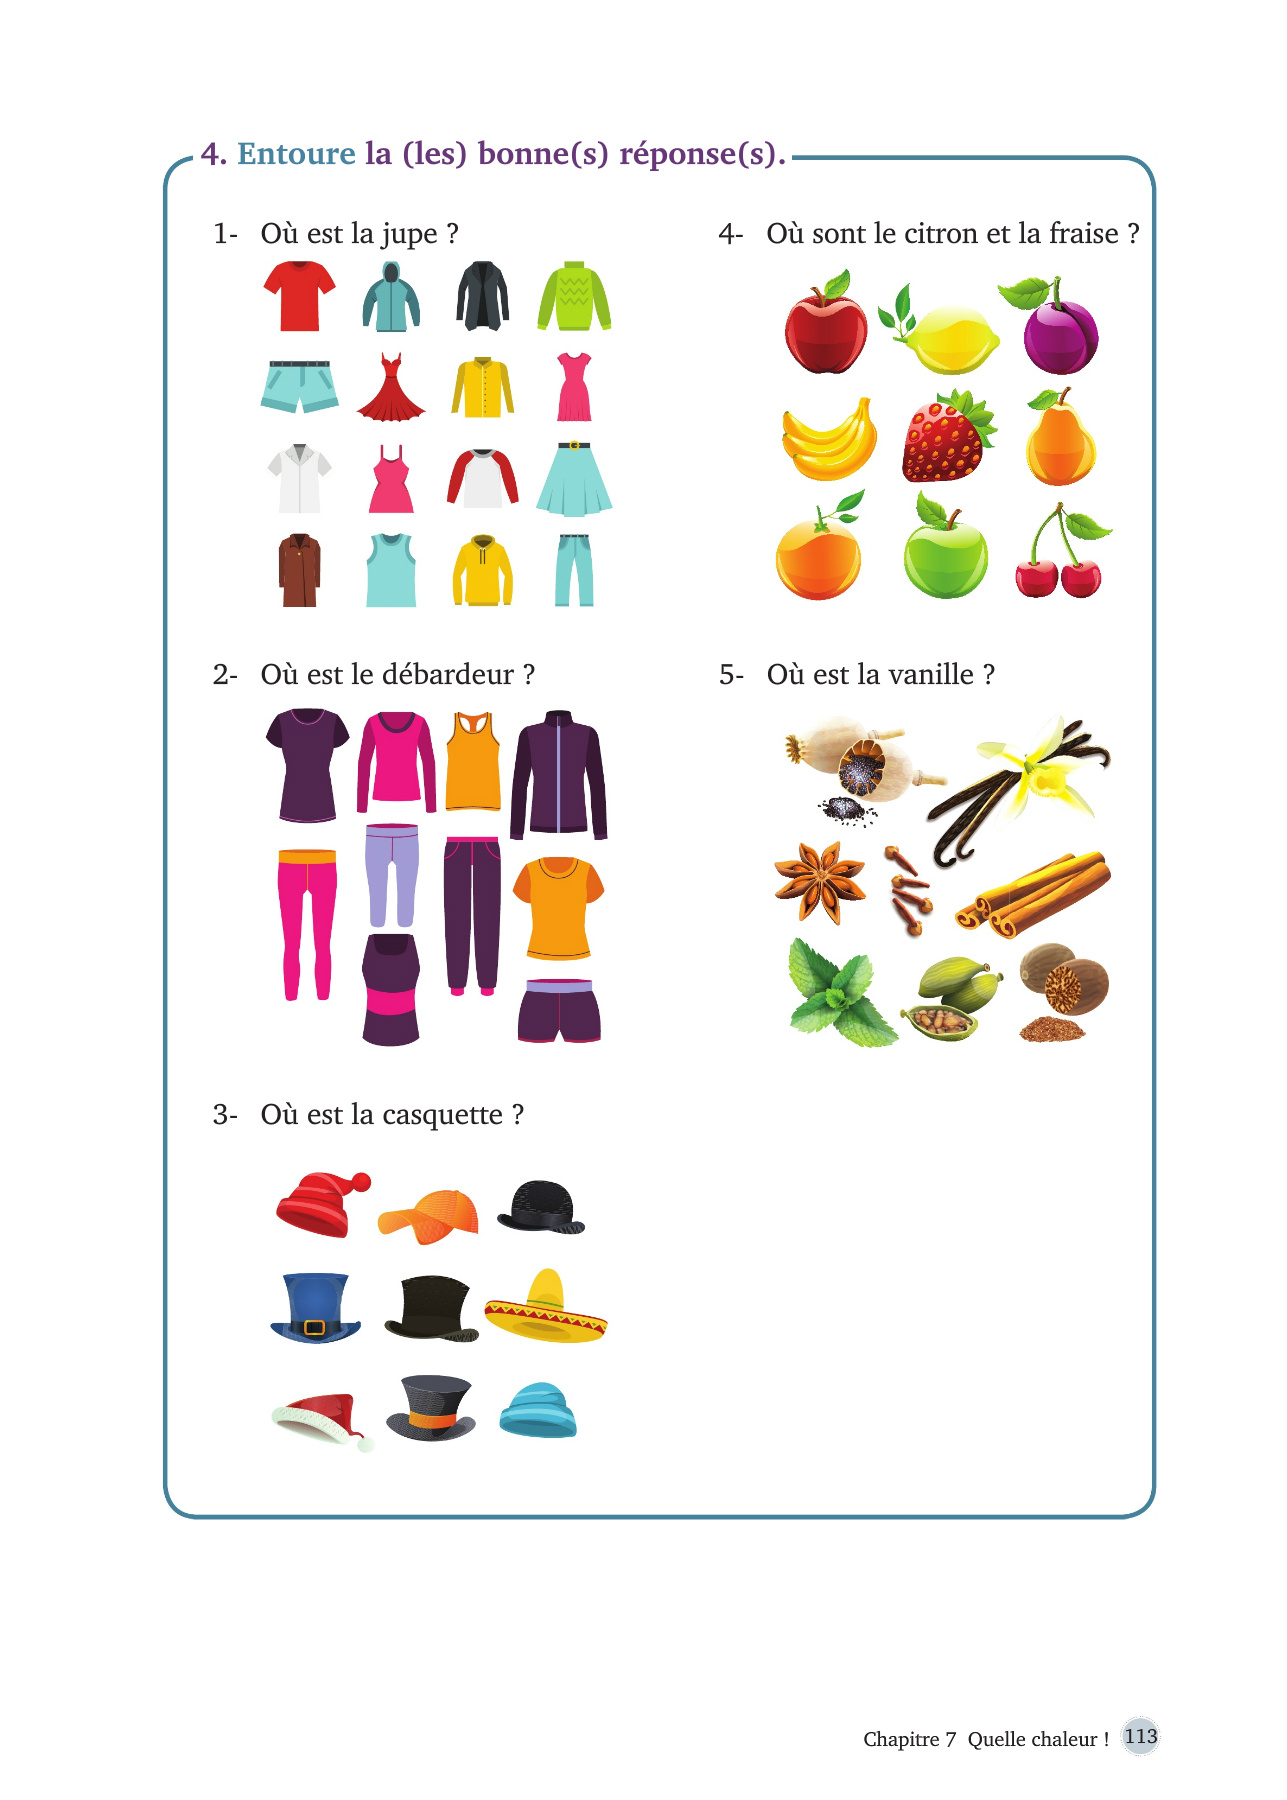 4. Entoure la (les) bonne(s) réponse(s).
1- Où est la jupe ?
2- Où est le débardeur ?
3- Où est la casquette ?
4- Où sont le citron et la fraise ?
5- Où est la vanille ?
Chapitre 7 Quelle chaleur ! 113